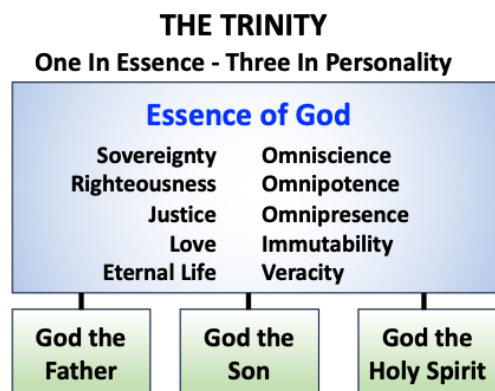 THE TRINITY
One In Essence - Three In Personality
Essence of God
Sovereignty Omniscience
Righteousness Omnipotence
Justice Omnipresence
Love Immutability
Eternal Life Veracity
God the
Father
God the
Son
God the
Holy Spirit